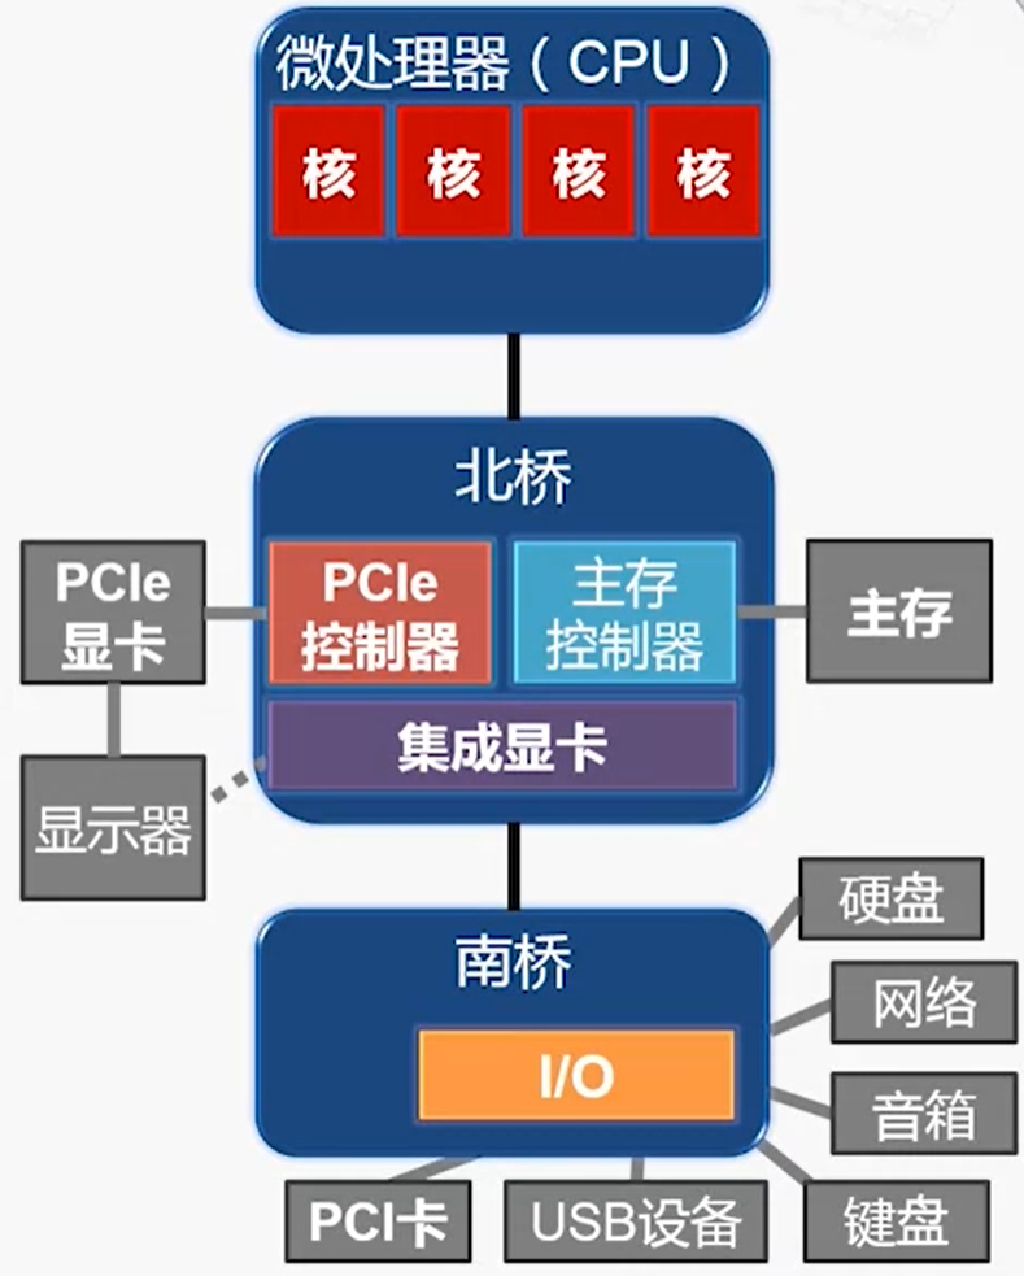 微处理器（CPU）
核 核 核 核
北桥
PCIe
显卡
PCIe
控制器
主存
控制器
主存
集成显卡
显示器
南桥
I/O
硬盘
网络
音箱
键盘
PCI卡
USB设备